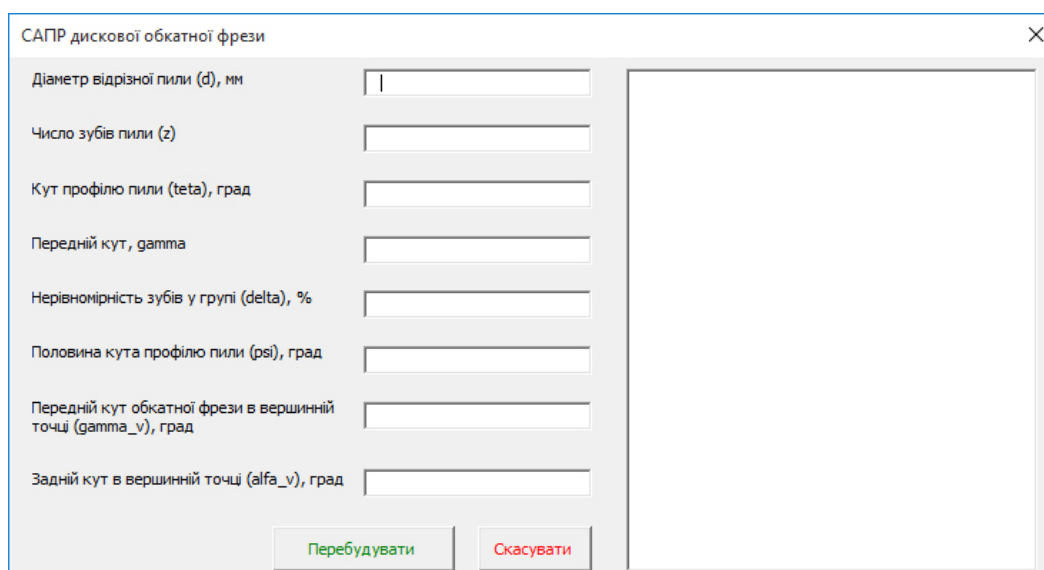 САПР дискової обкатної фрези
Діаметр відрізної пили (d), мм
Число зубів пили (z)
Кут профілю пили (teta), град
Передній кут, gamma
Нерівномірність зубів у групі (delta), %
Половина кута профілю пили (psi), град
Передній кут обкатної фрези в вершинній
точці (gamma_v), град
Задній кут в вершинній точці (alfa_v), град
Перебудувати
Скасувати